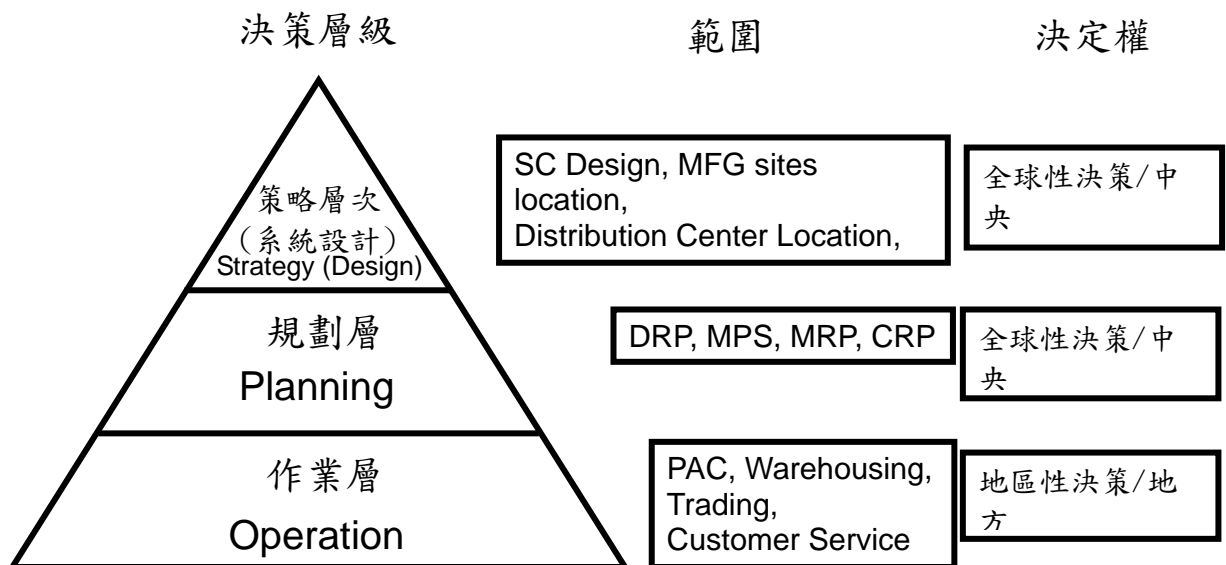 決策層級
範圍
決定權
策略層次
（系統設計）
Strategy (Design)
SC Design, MFG sites
location,
Distribution Center Location,
全球性決策/中
央
規劃層
Planning
DRP, MPS, MRP, CRP
全球性決策/中
央
作業層
Operation
PAC, Warehousing,
Trading,
Customer Service
地區性決策/地
方